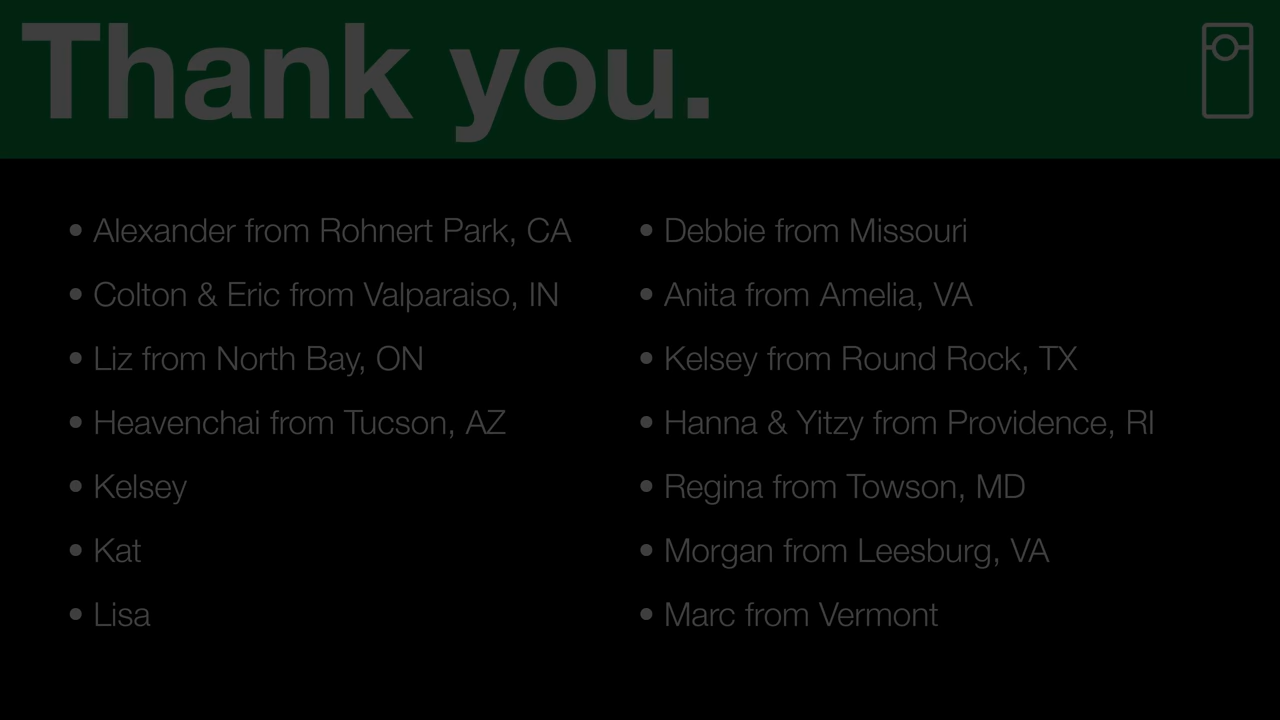 Thank you.
• Alexander from Rohnert Park, CA
• Colton & Eric from Valparaiso, IN
• Liz from North Bay, ON
• Heavenchai from Tucson, AZ
• Kelsey
• Kat
• Lisa
• Debbie from Missouri
• Anita from Amelia, VA
• Kelsey from Round Rock, TX
• Hanna & Yitzy from Providence, RI
• Regina from Towson, MD
• Morgan from Leesburg, VA
• Marc from Vermont